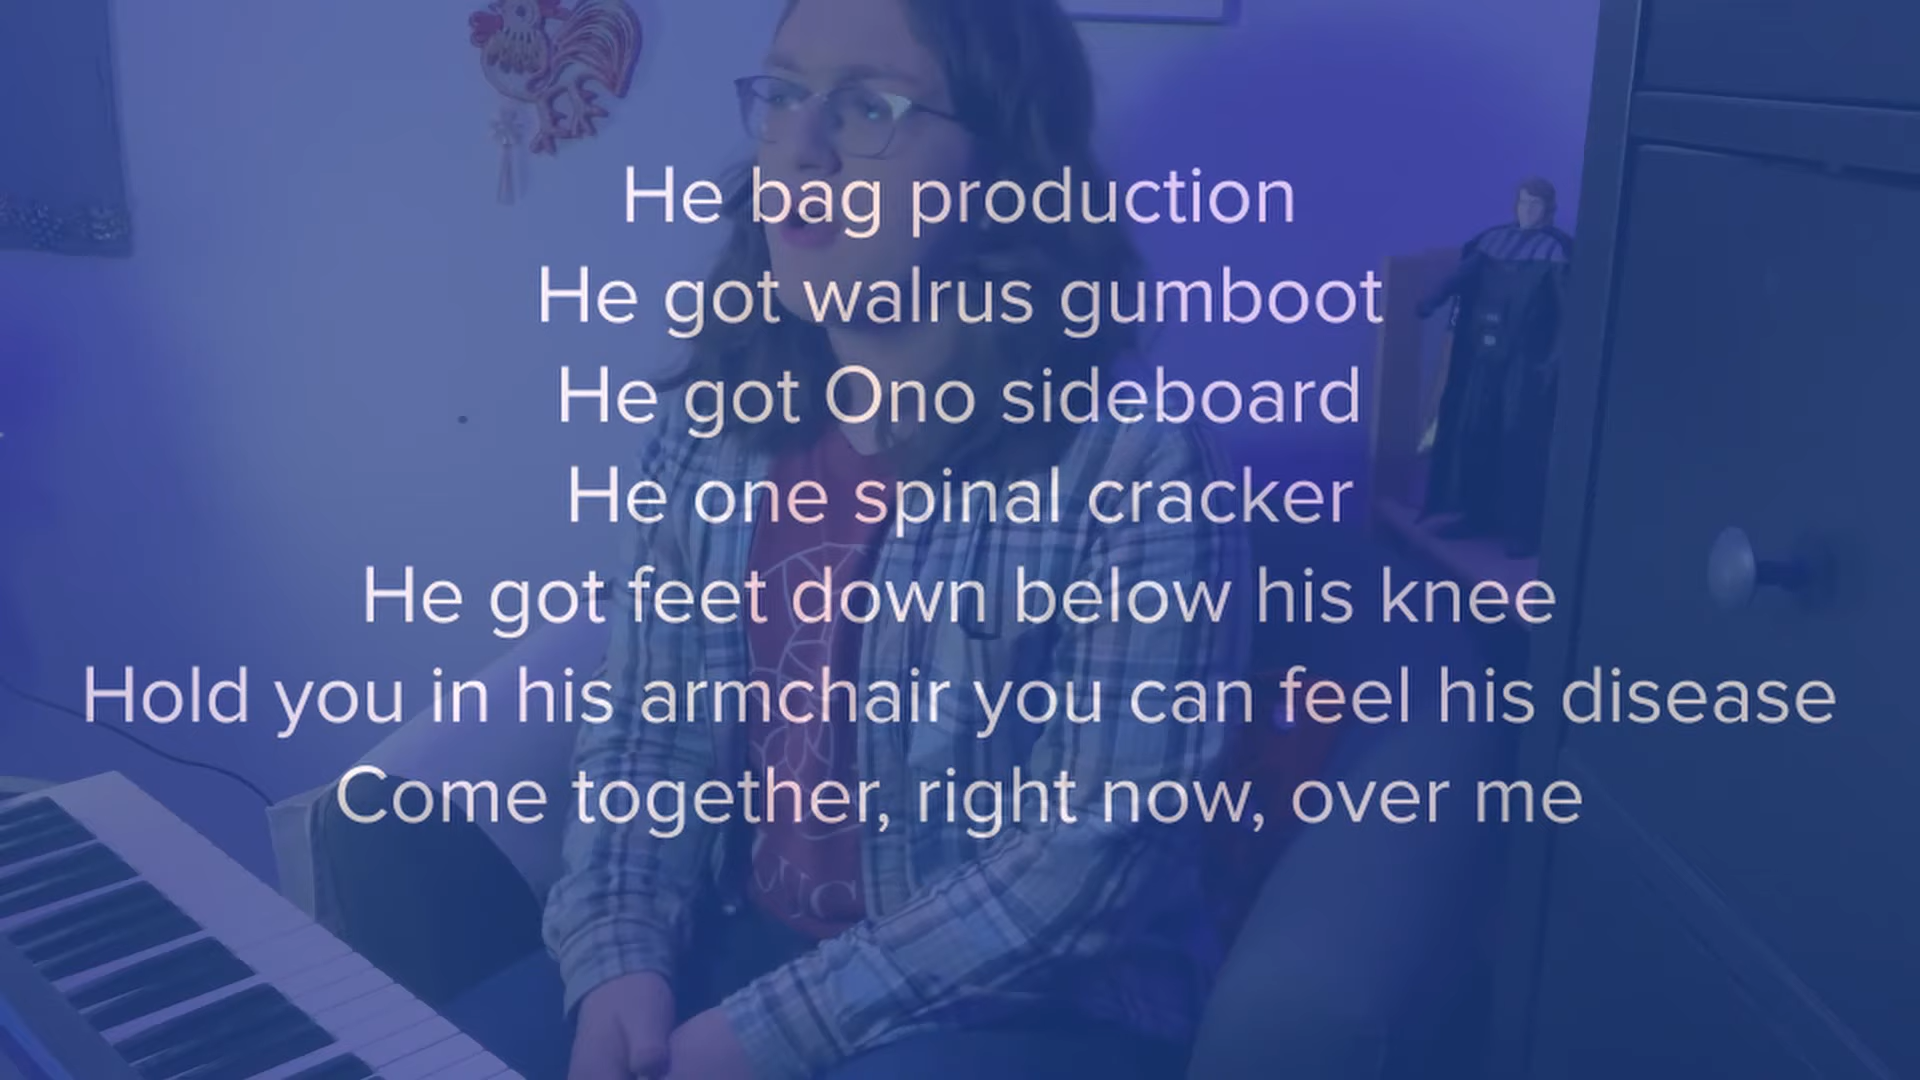 He bag production
He got walrus gumboot
He got Ono sideboard
He one spinal cracker
He got feet down below his knee
Hold you in his armchair you can feel his disease
Come together, right now, over me